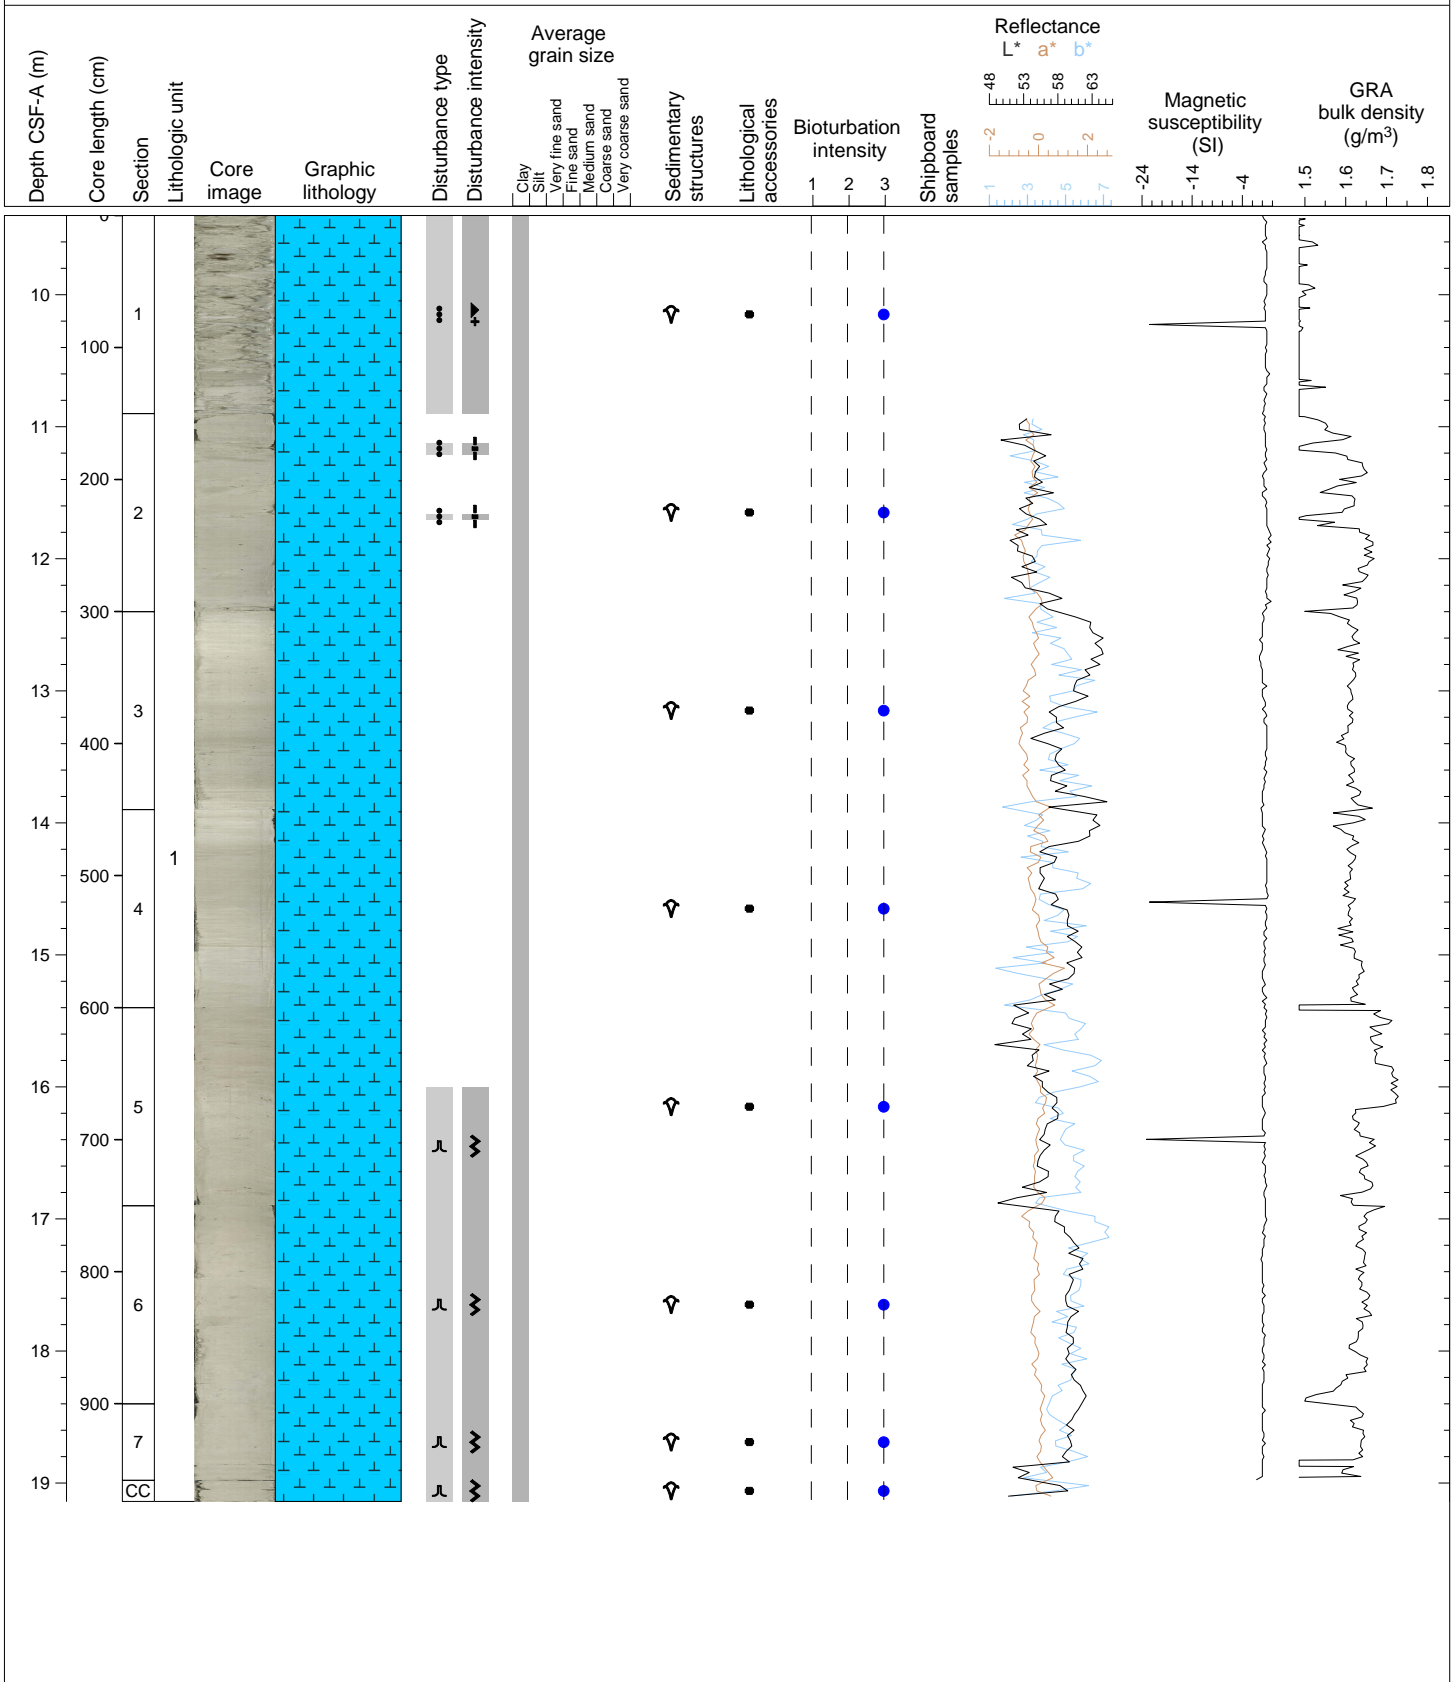 Depth CSF-A (m)
Core length (cm)
Section
Lithologic unit
Core
image
Graphic
lithology
Disturbance type
Disturbance intensity
Average
grain size
Clay
Silt
Very fine sand
Fine sand
Medium sand
Coarse sand
Very coarse sand
Sedimentary
structures
Lithological
accessories
Bioturbation
intensity
1 2 3
Shipboard
samples
Reflectance
L* a* b*
48 53 58 63
-2 0 2
1 3 5 7
Magnetic
susceptibility
(SI)
-24 -14 -4
GRA
bulk density
(g/m3)
1.5 1.6 1.7 1.8
0
10
1
100
11
200
2
12
300
13
3
400
14
1
500
4
15
600
16
5
700
17
800
6
18
900
7
19
CC